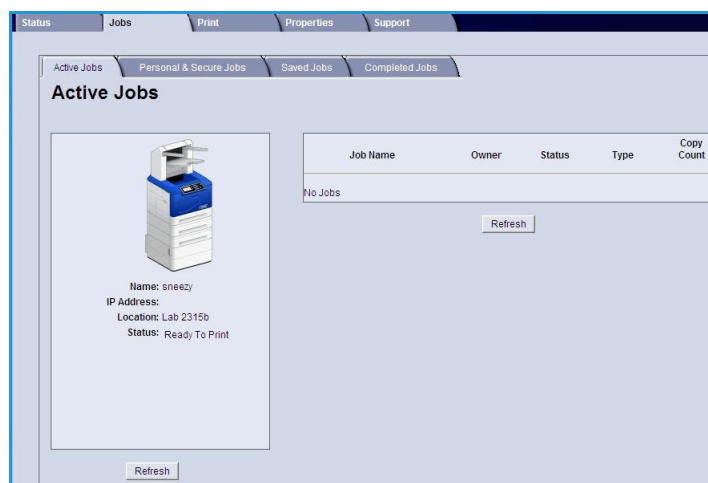 Status Jobs Print Properties Support
Active Jobs Personal & Secure Jobs Saved Jobs Completed Jobs
Active Jobs
Job Name Owner Status Type Copy Count
No Jobs
Refresh
Name: sneezy
IP Address:
Location: Lab 2315b
Status: Ready To Print
Refresh